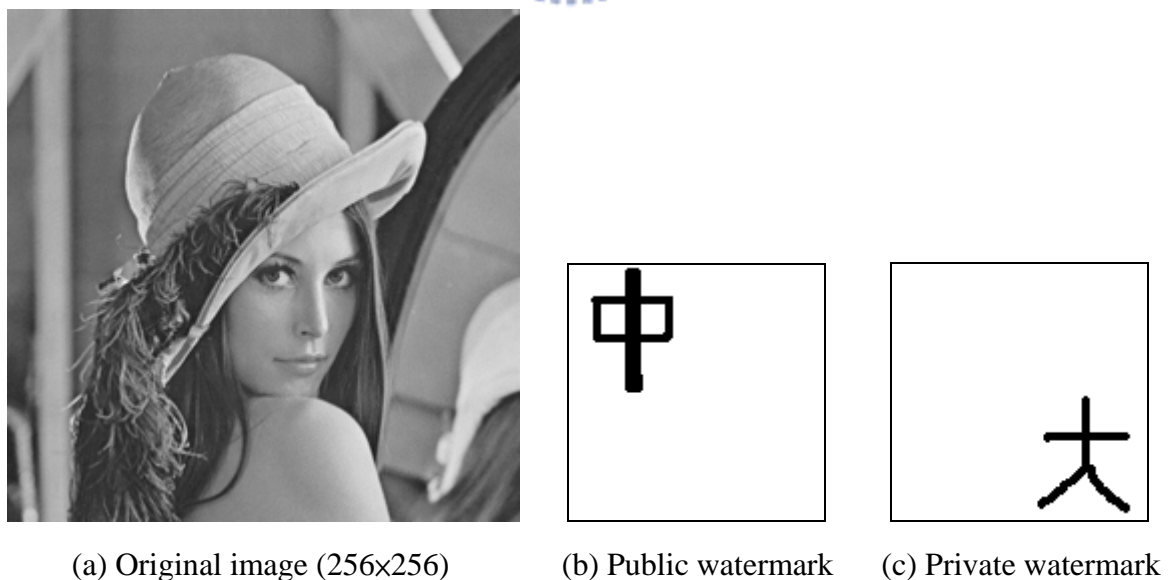 中
大
(a) Original image (256×256)
(b) Public watermark
(c) Private watermark